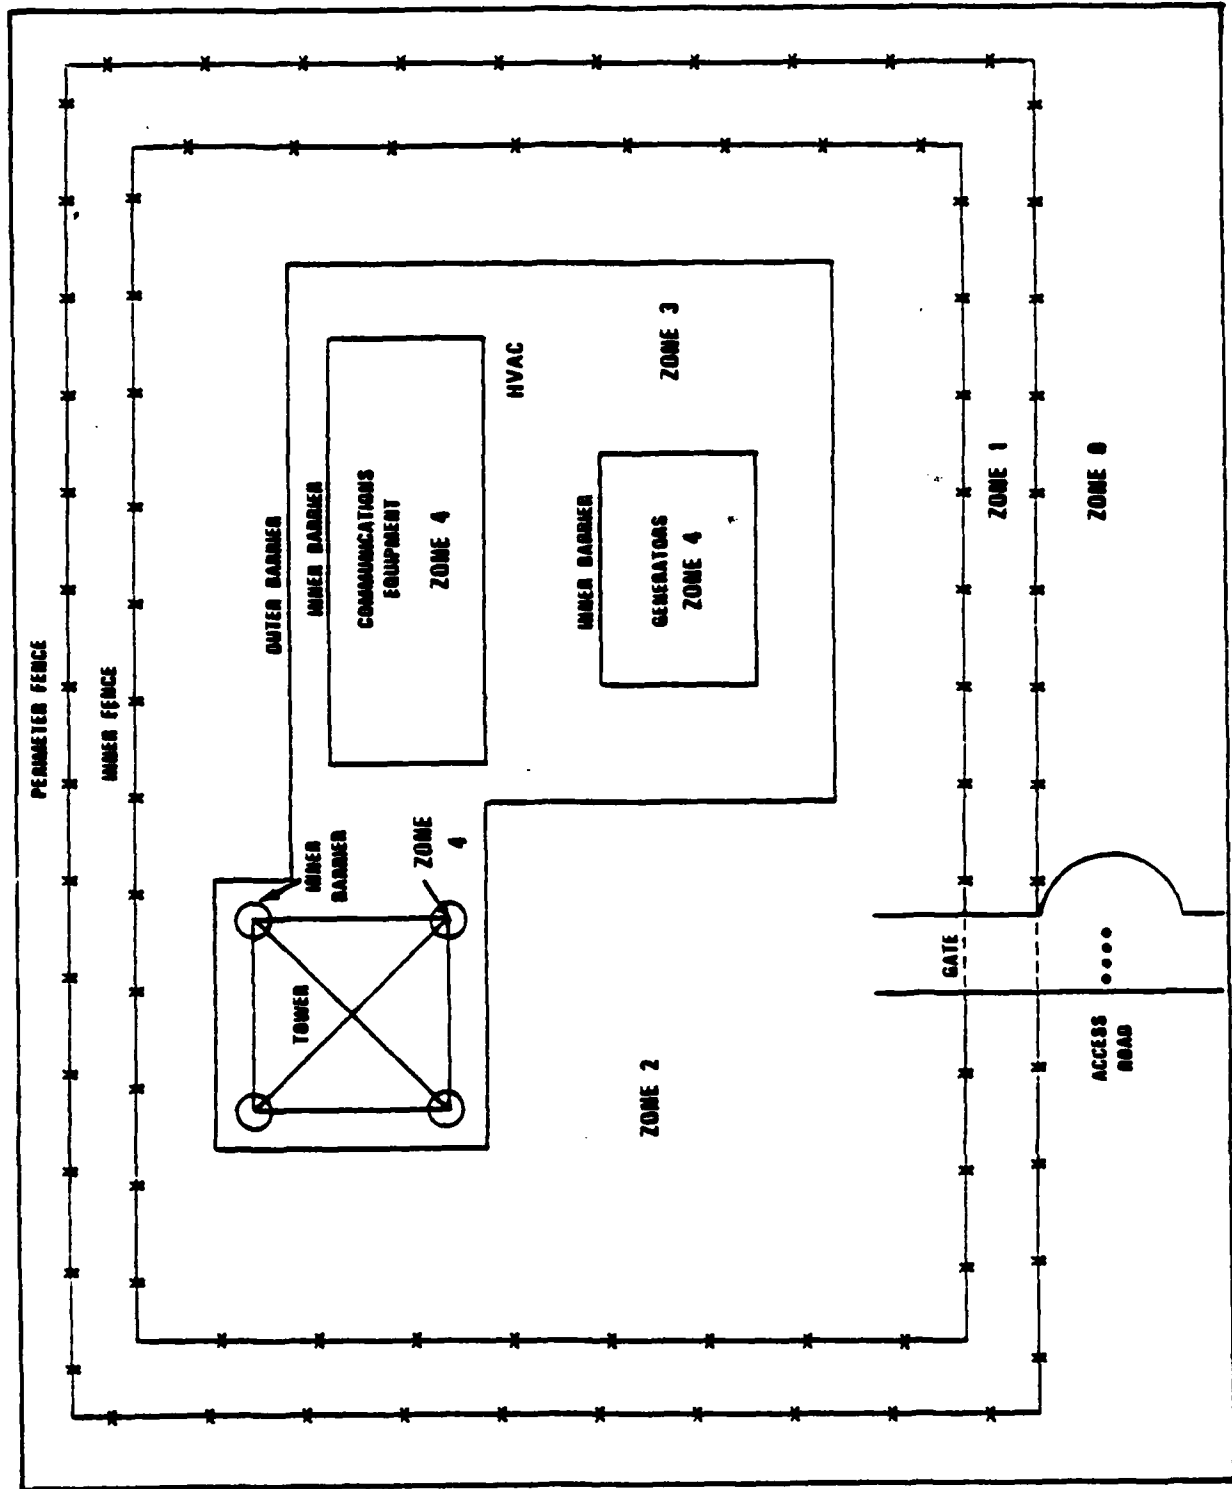 PERIMETER FENCE
INNER FENCE
OUTER BARRIER
INNER BARRIER
COMMUNICATIONS
EQUIPMENT
ZONE 4
HVAC
INNER BARRIER
GENERATORS
ZONE 4
ZONE 3
INNER
BARRIER
ZONE
4
TOWER
ZONE 2
GATE
ZONE 1
ZONE 0
ACCESS
ROAD